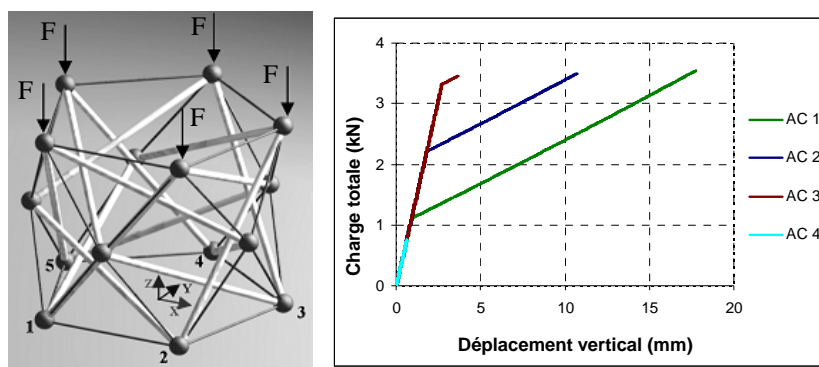 F
F
F
F
F
5
4
3
1
2
Z
Y
X
Charge totale (kN)
4
3
2
1
0
0 5 10 15 20
Déplacement vertical (mm)
AC 1
AC 2
AC 3
AC 4